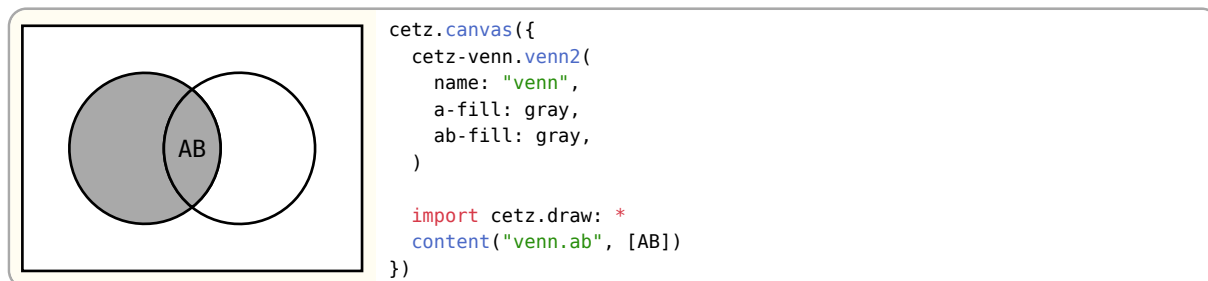 AB
cetz.canvas({
  cetz-venn.venn2(
    name: "venn",
    a-fill: gray,
    ab-fill: gray,
  )

  import cetz.draw: *
  content("venn.ab", [AB])
})